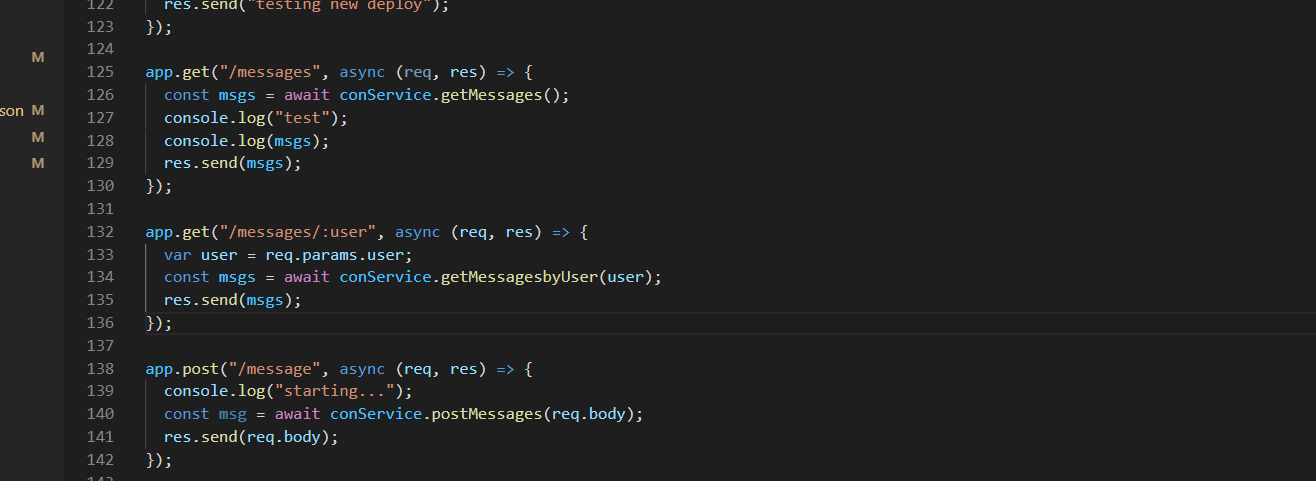 M
son M
M
M
122 res.send("testing new deploy");
123 });
124
125 app.get("/messages", async (req, res) => {
126 const msgs = await conService.getMessages();
127 console.log("test");
128 console.log(msgs);
129 res.send(msgs);
130 });
131
132 app.get("/messages/:user", async (req, res) => {
133 var user = req.params.user;
134 const msgs = await conService.getMessagesbyUser(user);
135 res.send(msgs);
136 });
137
138 app.post("/message", async (req, res) => {
139 console.log("starting...");
140 const msg = await conService.postMessages(req.body);
141 res.send(req.body);
142 });
143